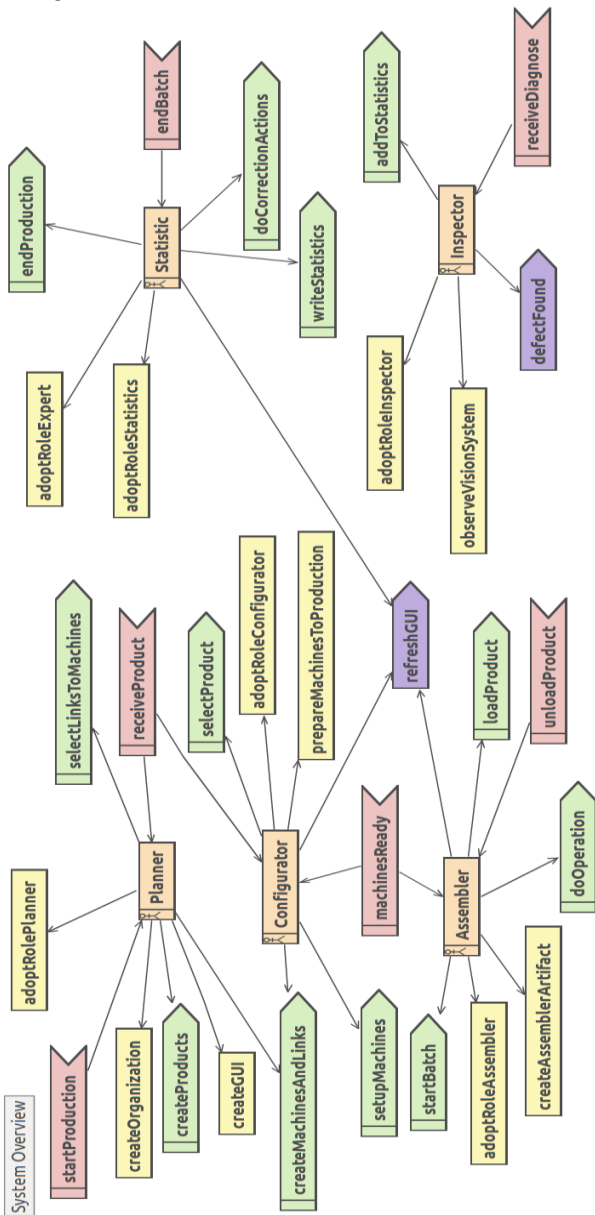 System Overview
startProduction
adoptRolePlanner
selectLinksToMachines
adoptRoleExpert
endProduction
endBatch
createOrganization
Planner
receiveProduct
adoptRoleStatistics
Statistic
createProducts
selectProduct
doCorrectionActions
createGUI
adoptRoleConfigurator
writeStatistics
createMachinesAndLinks
Configurator
prepareMachinesToProduction
setupMachines
machinesReady
refreshGUI
adoptRoleInspector
addToStatistics
startBatch
Assembler
loadProduct
observeVisionSystem
Inspector
adoptRoleAssembler
unloadProduct
defectFound
receiveDiagnose
createAssemblerArtifact
doOperation